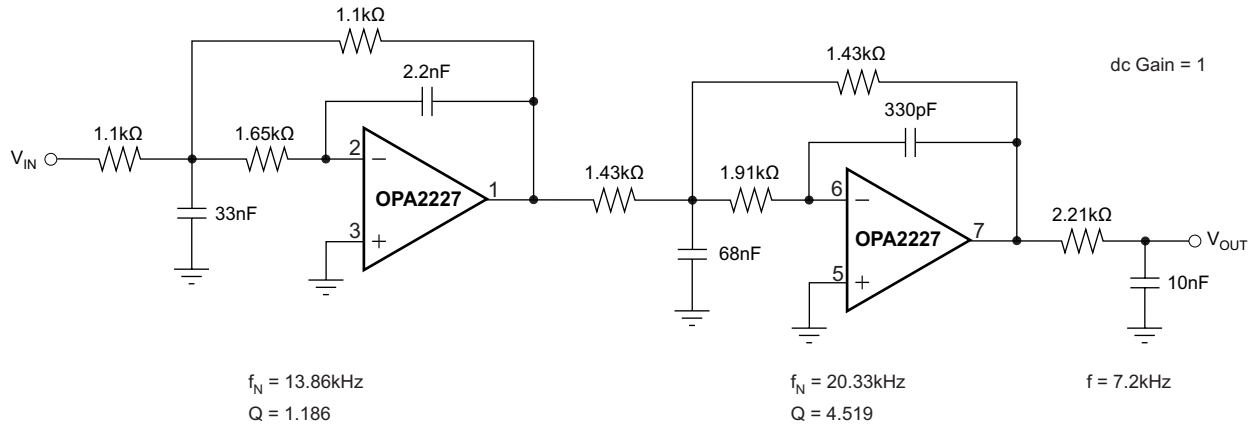 1.1kΩ
2.2nF
1.1kΩ
1.65kΩ
V_IN
2
−
OPA2227
1
3
+
33nF
1.43kΩ
330pF
1.43kΩ
1.91kΩ
6
−
OPA2227
7
5
+
68nF
2.21kΩ
V_OUT
10nF
dc Gain = 1
f_N = 13.86kHz
Q = 1.186
f_N = 20.33kHz
Q = 4.519
f = 7.2kHz